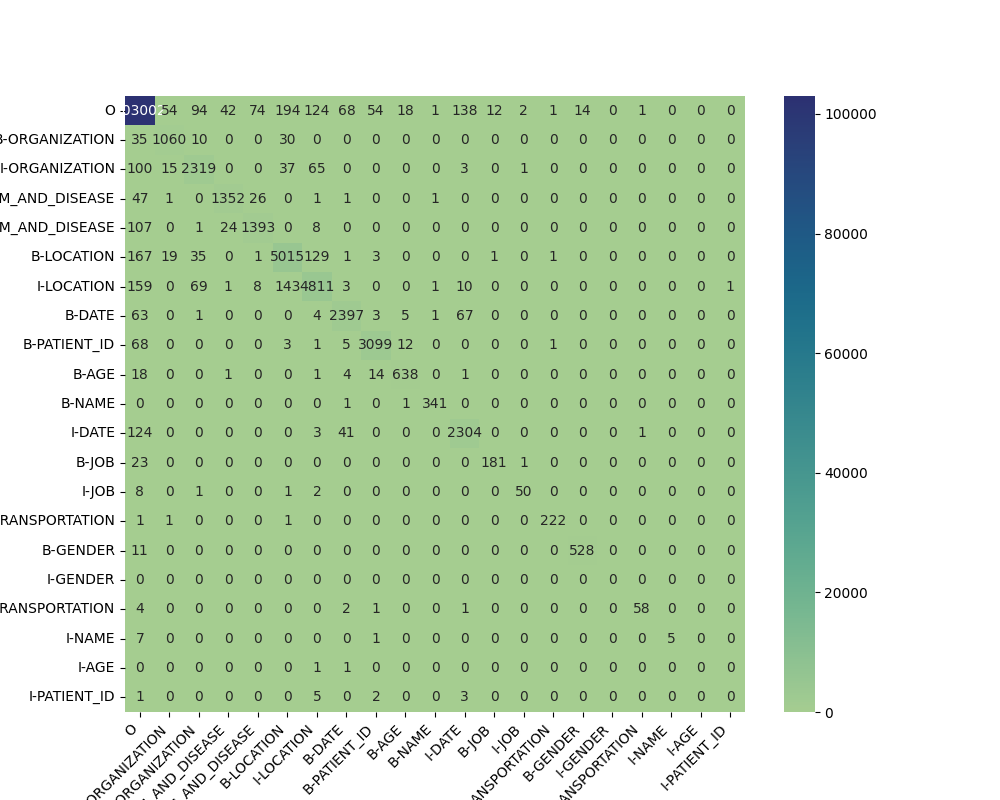 O 03002 54 94 42 74 194 124 68 54 18 1 138 12 2 1 14 0 1 0 0 0
B-ORGANIZATION 35 1060 10 0 0 30 0 0 0 0 0 0 0 0 0 0 0 0 0 0 0
I-ORGANIZATION 100 15 2319 0 0 37 65 0 0 0 0 3 0 1 0 0 0 0 0 0 0
M_AND_DISEASE 47 1 0 1352 26 0 1 1 0 0 1 0 0 0 0 0 0 0 0 0 0
M_AND_DISEASE 107 0 1 24 1393 0 8 0 0 0 0 0 0 0 0 0 0 0 0 0 0
B-LOCATION 167 19 35 0 1 5015 129 1 3 0 0 0 1 0 1 0 0 0 0 0 0
I-LOCATION 159 0 69 1 8 143 4811 3 0 0 1 10 0 0 0 0 0 0 0 0 1
B-DATE 63 0 1 0 0 0 4 2397 3 5 1 67 0 0 0 0 0 0 0 0 0
B-PATIENT_ID 68 0 0 0 0 3 1 5 3099 12 0 0 0 0 1 0 0 0 0 0 0
B-AGE 18 0 0 1 0 0 1 4 14 638 0 1 0 0 0 0 0 0 0 0 0
B-NAME 0 0 0 0 0 0 0 1 0 1 341 0 0 0 0 0 0 0 0 0 0
I-DATE 124 0 0 0 0 0 3 41 0 0 0 2304 0 0 0 0 0 1 0 0 0
B-JOB 23 0 0 0 0 0 0 0 0 0 0 0 181 1 0 0 0 0 0 0 0
I-JOB 8 0 1 0 0 1 2 0 0 0 0 0 0 50 0 0 0 0 0 0 0
RANSPORTATION 1 1 0 0 0 1 0 0 0 0 0 0 0 0 222 0 0 0 0 0 0
B-GENDER 11 0 0 0 0 0 0 0 0 0 0 0 0 0 0 528 0 0 0 0 0
I-GENDER 0 0 0 0 0 0 0 0 0 0 0 0 0 0 0 0 0 0 0 0 0
RANSPORTATION 4 0 0 0 0 0 0 2 1 0 0 1 0 0 0 0 0 58 0 0 0
I-NAME 7 0 0 0 0 0 0 0 1 0 0 0 0 0 0 0 0 0 5 0 0
I-AGE 0 0 0 0 0 0 1 1 0 0 0 0 0 0 0 0 0 0 0 0 0
I-PATIENT_ID 1 0 0 0 0 0 5 0 2 0 0 3 0 0 0 0 0 0 0 0 0
O
ORGANIZATION
ORGANIZATION
_AND_DISEASE
_AND_DISEASE
B-LOCATION
I-LOCATION
B-DATE
B-PATIENT_ID
B-AGE
B-NAME
I-DATE
B-JOB
I-JOB
ANSPORTATION
B-GENDER
I-GENDER
ANSPORTATION
I-NAME
I-AGE
I-PATIENT_ID
100000
80000
60000
40000
20000
0